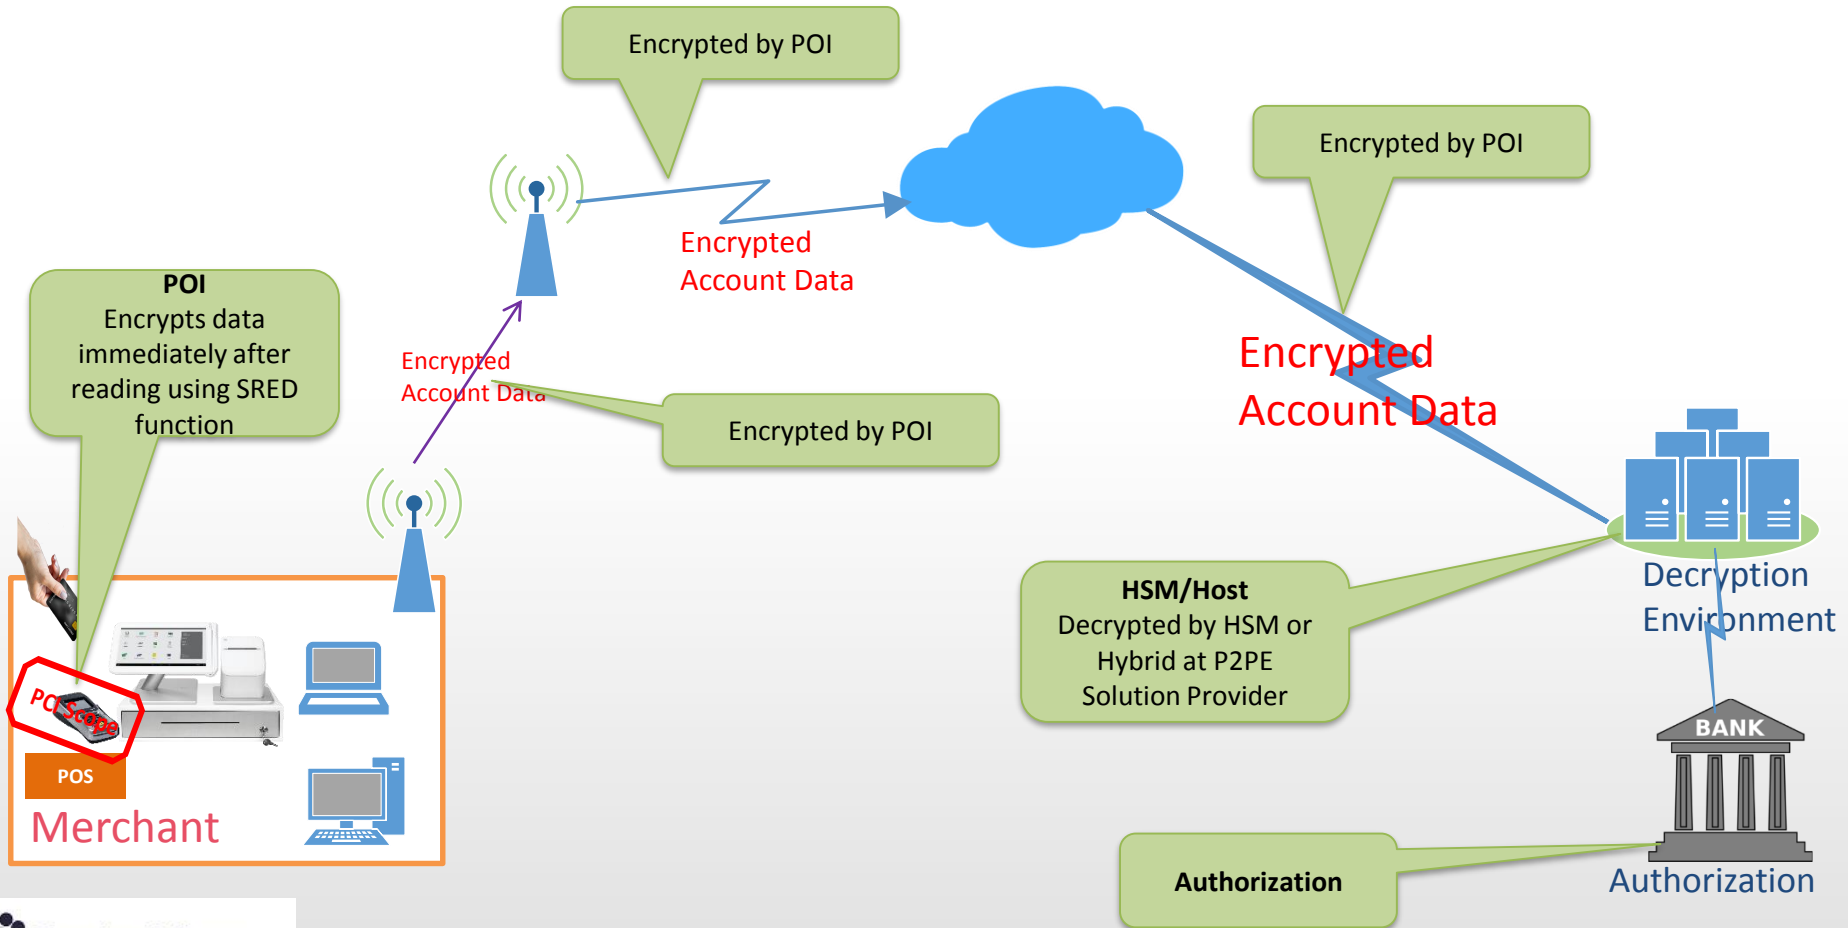 Encrypted by POI
Encrypted by POI
Encrypted
Account Data
POI
Encrypts data
immediately after
reading using SRED
function
Encrypted
Account Data
Encrypted by POI
Encrypted
Account Data
HSM/Host
Decrypted by HSM or
Hybrid at P2PE
Solution Provider
Decryption
Environment
PCI Scope
POS
Merchant
BANK
Authorization
Authorization